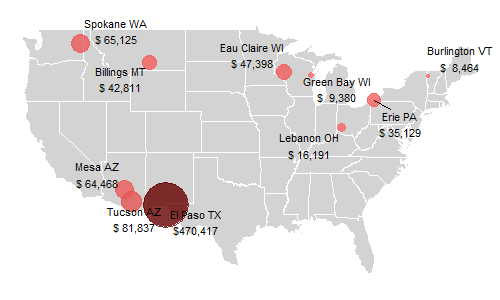 Spokane WA
$ 65,125
Burlington VT
$ 8,464
Eau Claire WI
$ 47,398
Billings MT
$ 42,811
Green Bay WI
$ 9,380
Erie PA
$ 35,129
Lebanon OH
$ 16,191
Mesa AZ
$ 64,468
Tucson AZ
$ 81,837
El Paso TX
$470,417